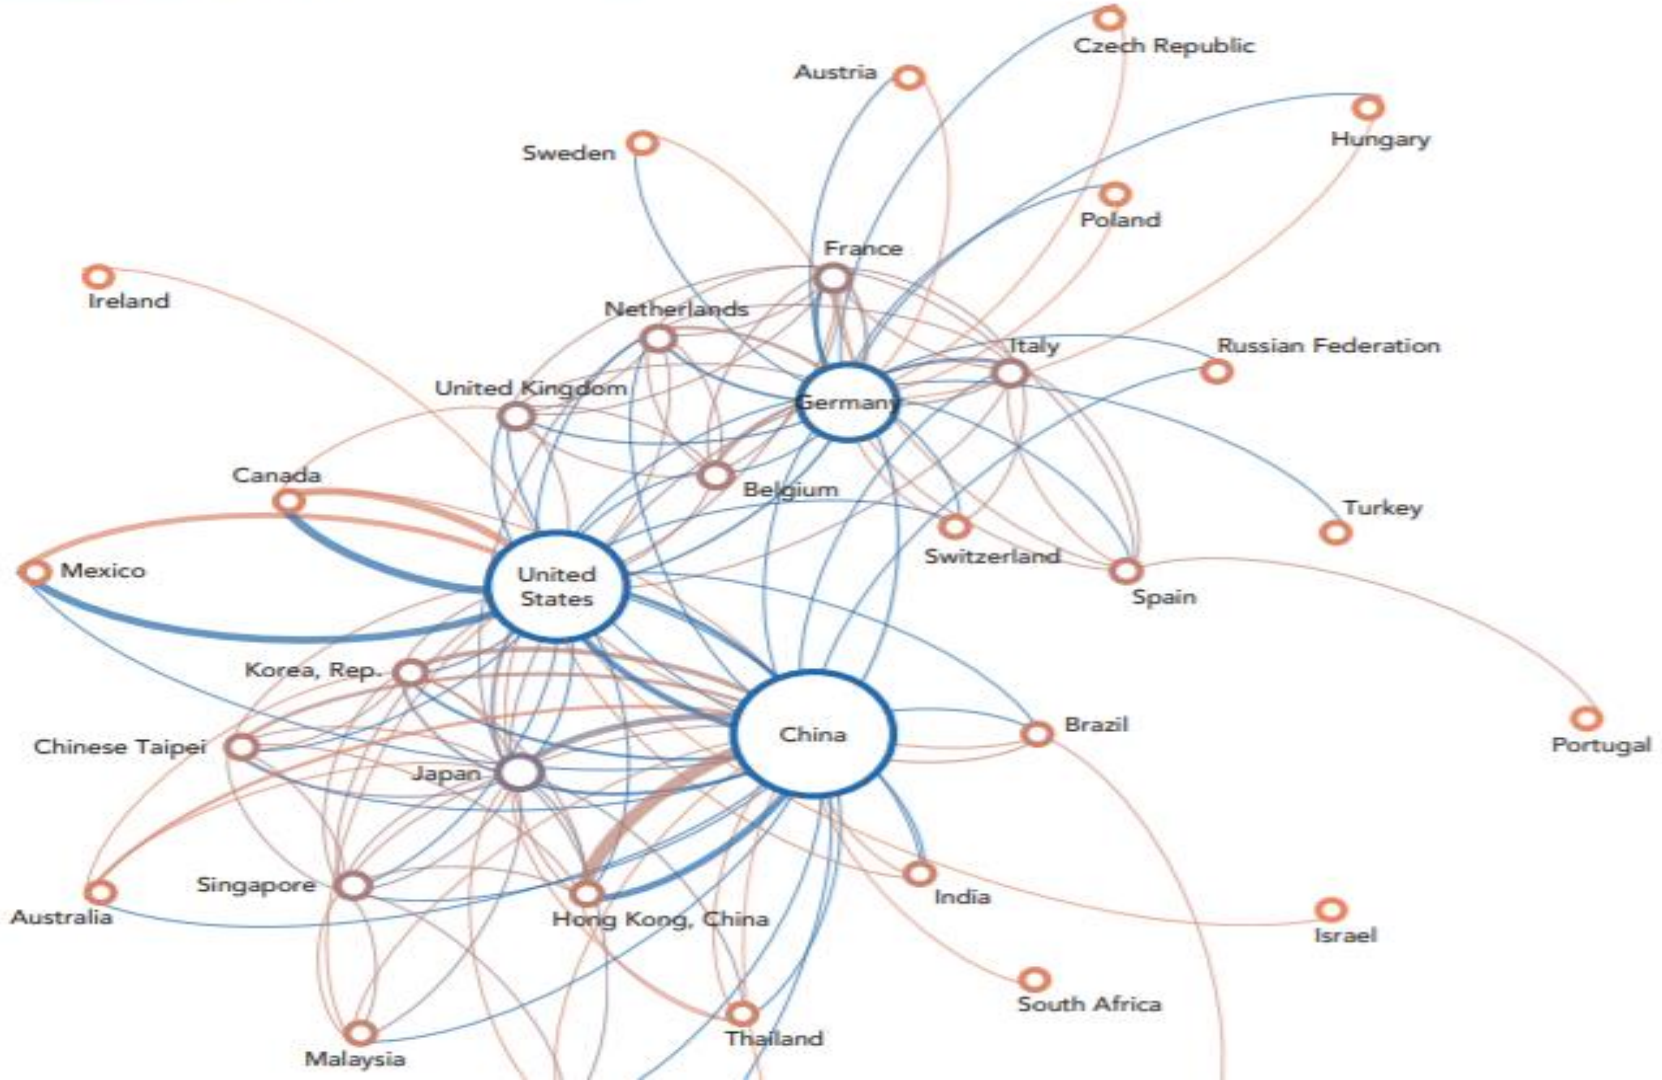 Czech Republic
Austria
Hungary
Sweden
Poland
France
Ireland
Netherlands
Italy
Russian Federation
United Kingdom
Germany
Canada
Belgium
Turkey
Switzerland
Mexico
United
States
Spain
Korea, Rep.
Chinese Taipei
China
Brazil
Portugal
Japan
Singapore
India
Australia
Hong Kong, China
Israel
South Africa
Thailand
Malaysia